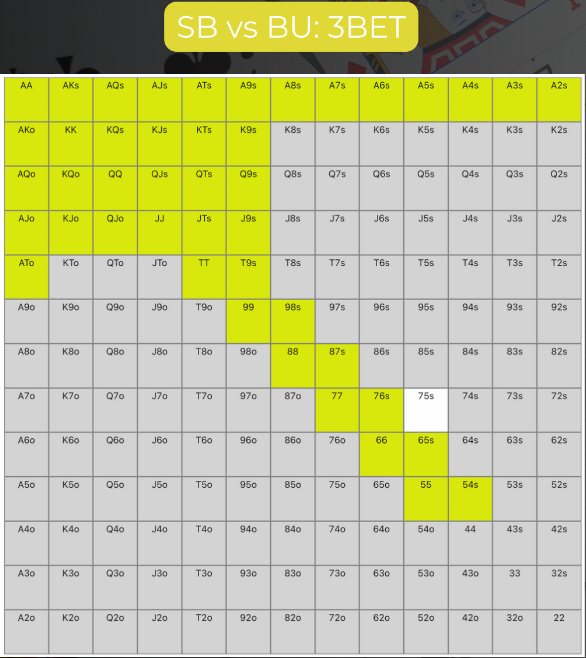 SB vs BU: 3BET
AA AKs AQs AJs ATs A9s A8s A7s A6s A5s A4s A3s A2s
AKo KK KQs KJs KTs K9s K8s K7s K6s K5s K4s K3s K2s
AQo KQo QQ QJs QTs Q9s Q8s Q7s Q6s Q5s Q4s Q3s Q2s
AJo KJo QJo JJ JTs J9s J8s J7s J6s J5s J4s J3s J2s
ATo KTo QTo JTo TT T9s T8s T7s T6s T5s T4s T3s T2s
A9o K9o Q9o J9o T9o 99 98s 97s 96s 95s 94s 93s 92s
A8o K8o Q8o J8o T8o 98o 88 87s 86s 85s 84s 83s 82s
A7o K7o Q7o J7o T7o 97o 87o 77 76s 75s 74s 73s 72s
A6o K6o Q6o J6o T6o 96o 86o 76o 66 65s 64s 63s 62s
A5o K5o Q5o J5o T5o 95o 85o 75o 65o 55 54s 53s 52s
A4o K4o Q4o J4o T4o 94o 84o 74o 64o 54o 44 43s 42s
A3o K3o Q3o J3o T3o 93o 83o 73o 63o 53o 43o 33 32s
A2o K2o Q2o J2o T2o 92o 82o 72o 62o 52o 42o 32o 22